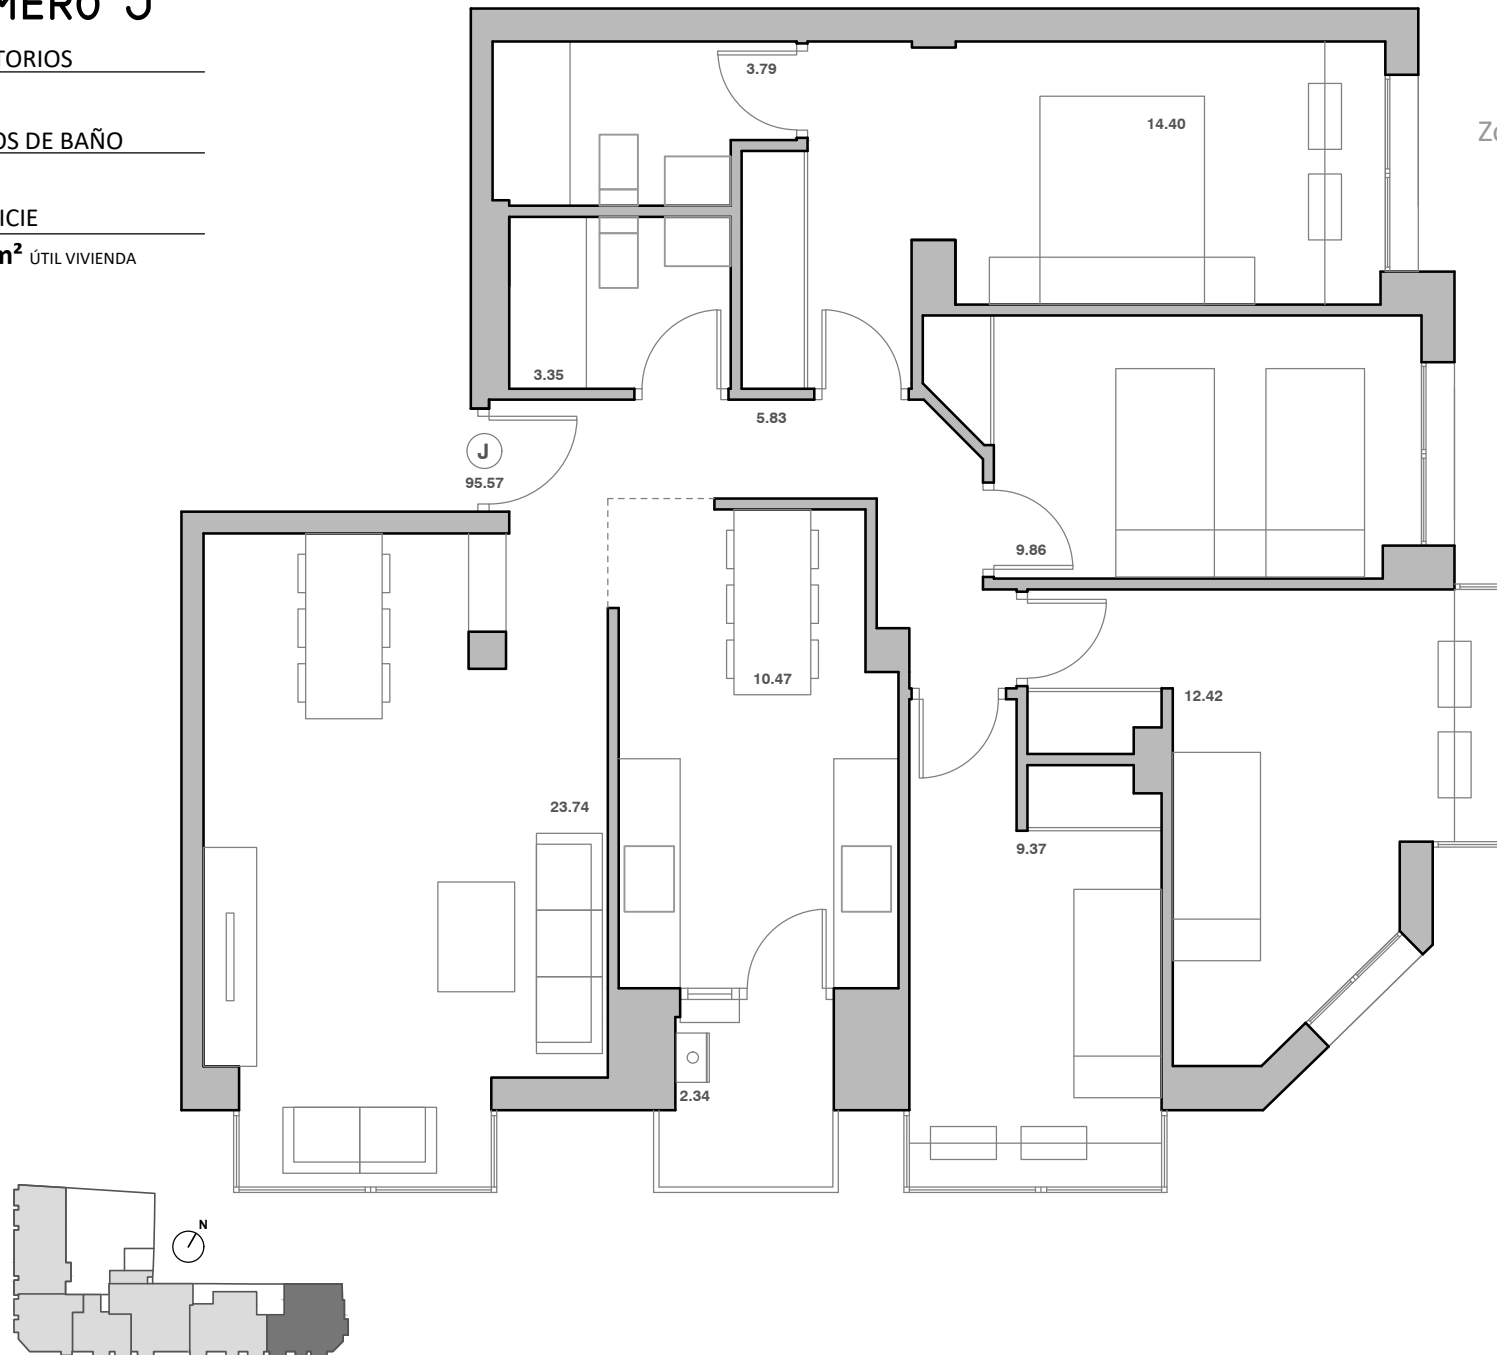 MERO J
TORIOS
OS DE BAÑO
ICIE
m² ÚTIL VIVIENDA
3.79
14.40
Zo
3.35
5.83
J
95.57
9.86
10.47
12.42
23.74
9.37
2.34
N